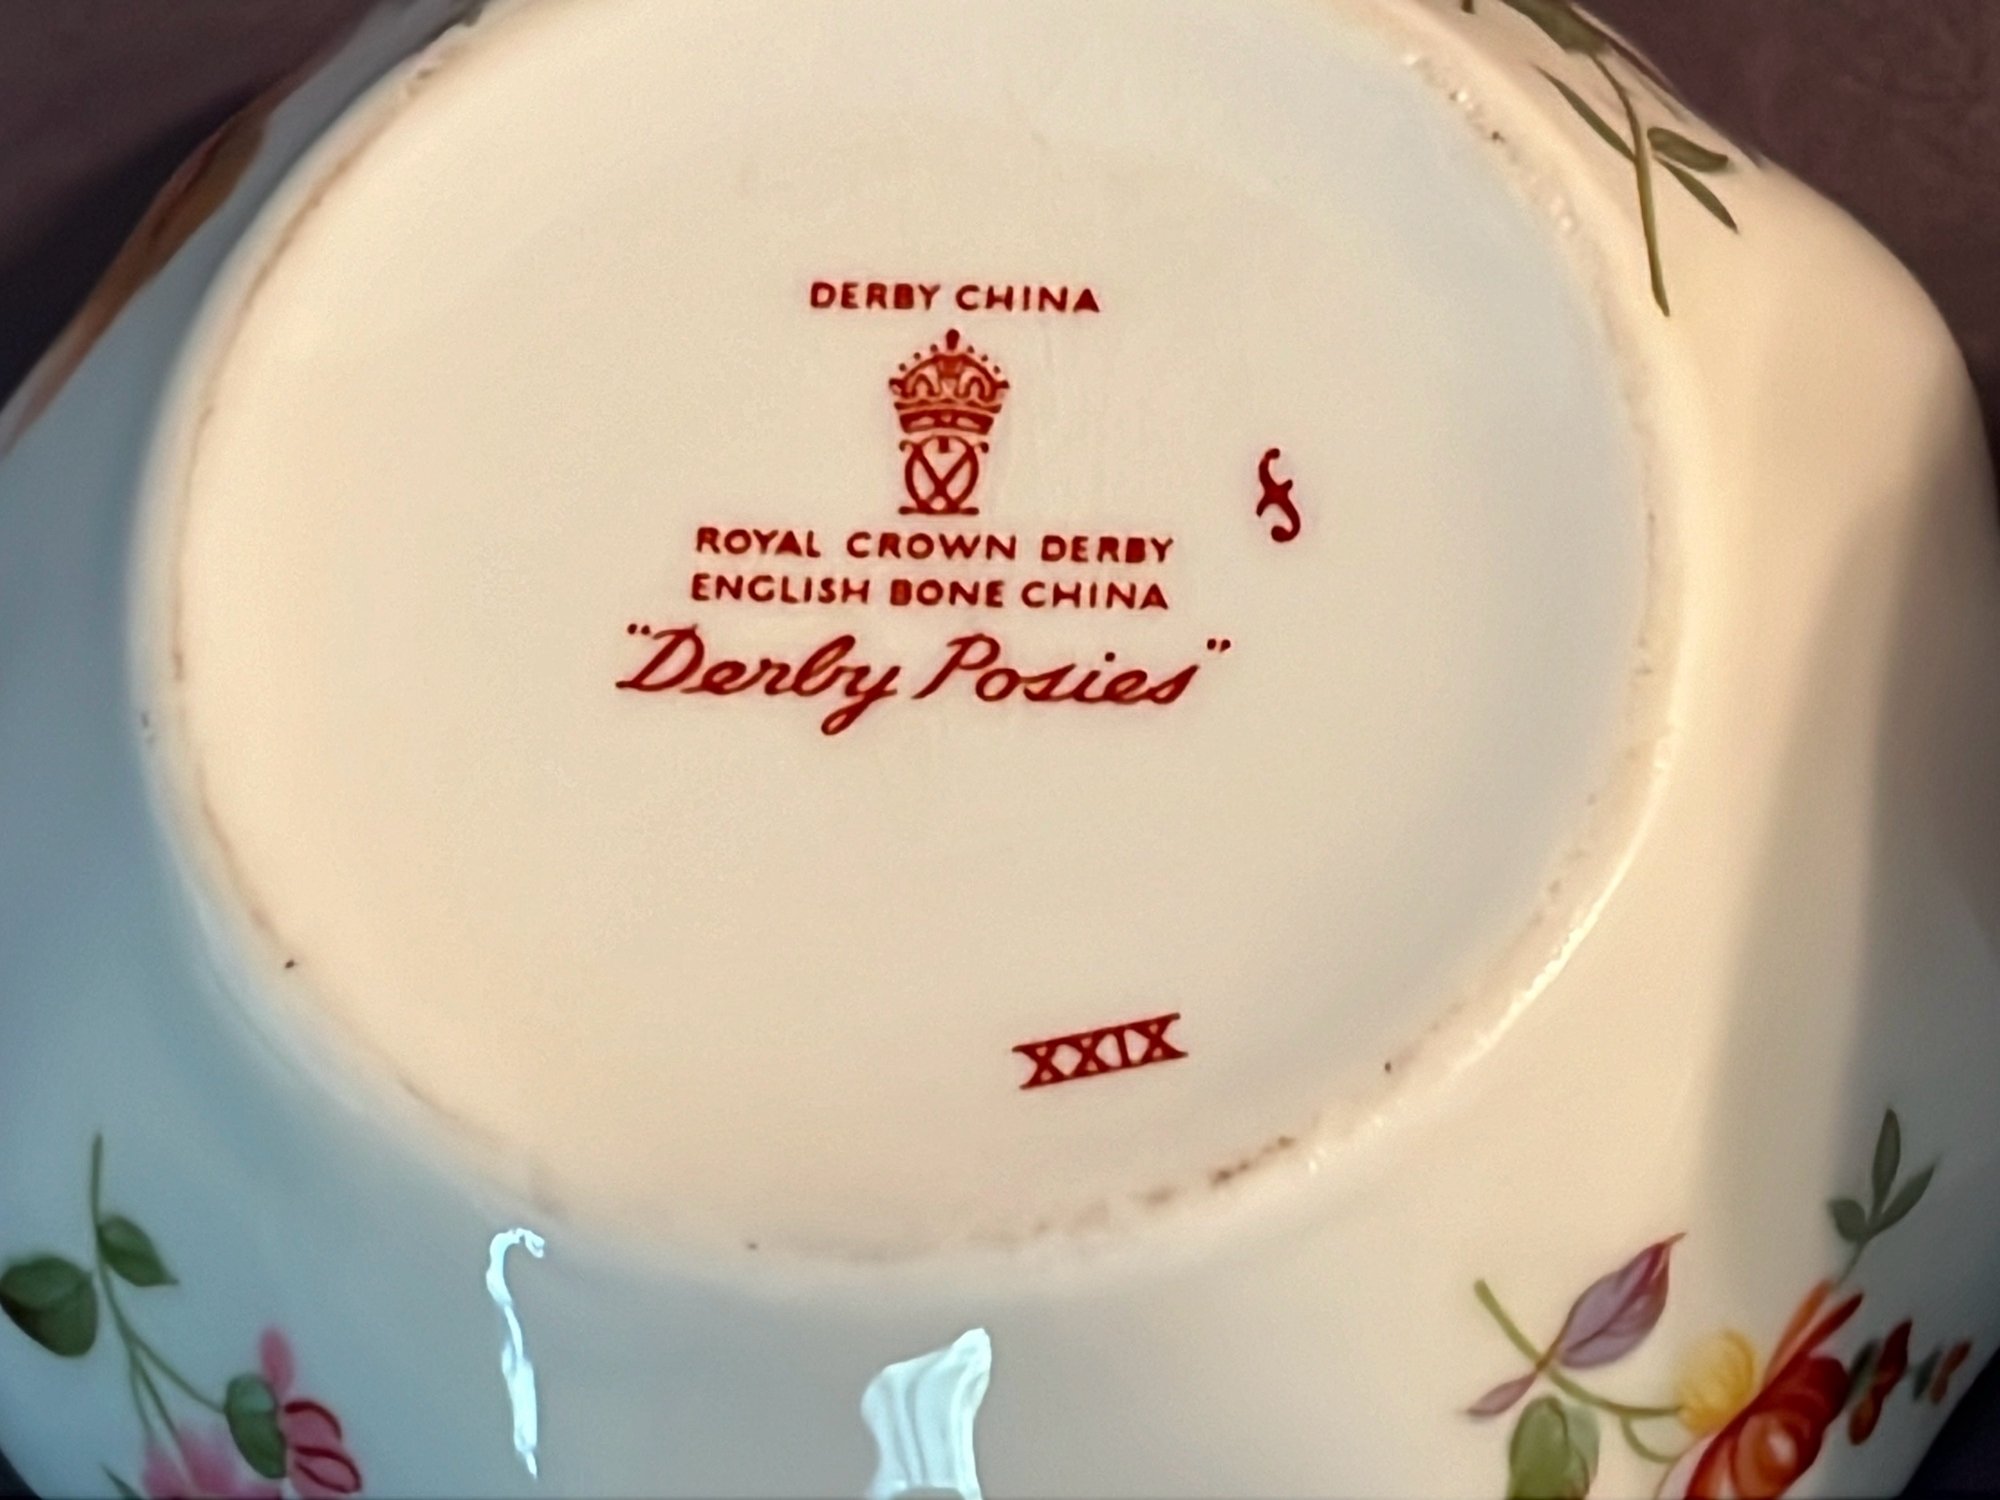 DERBY CHINA
ROYAL CROWN DERBY
ENGLISH BONE CHINA
"Derby Posies"
XXIX